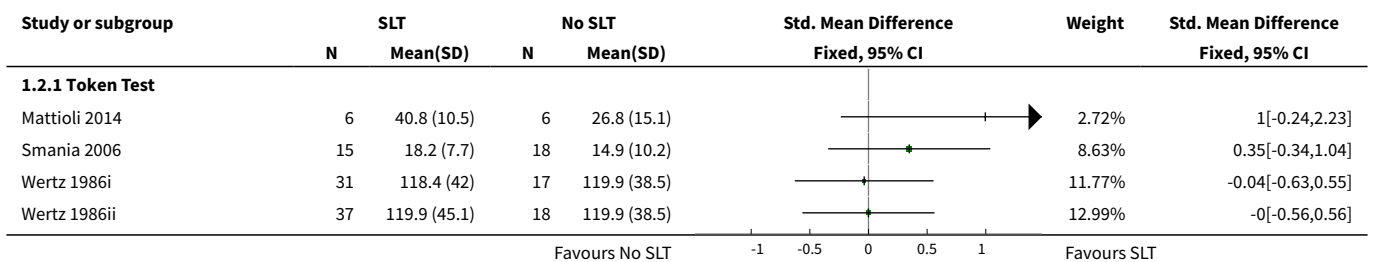 Study or subgroup SLT No SLT Std. Mean Difference Weight Std. Mean Difference
N Mean(SD) N Mean(SD) Fixed, 95% CI Fixed, 95% CI
1.2.1 Token Test
Mattioli 2014 6 40.8 (10.5) 6 26.8 (15.1) 2.72% 1[-0.24,2.23]
Smania 2006 15 18.2 (7.7) 18 14.9 (10.2) 8.63% 0.35[-0.34,1.04]
Wertz 1986i 31 118.4 (42) 17 119.9 (38.5) 11.77% -0.04[-0.63,0.55]
Wertz 1986ii 37 119.9 (45.1) 18 119.9 (38.5) 12.99% -0[-0.56,0.56]
Favours No SLT -1 -0.5 0 0.5 1 Favours SLT